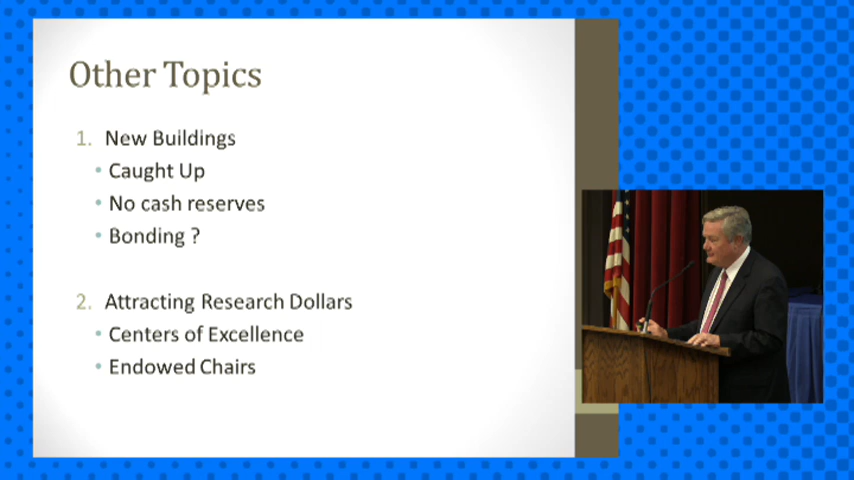 Other Topics
1. New Buildings
• Caught Up
• No cash reserves
• Bonding ?
2. Attracting Research Dollars
• Centers of Excellence
• Endowed Chairs